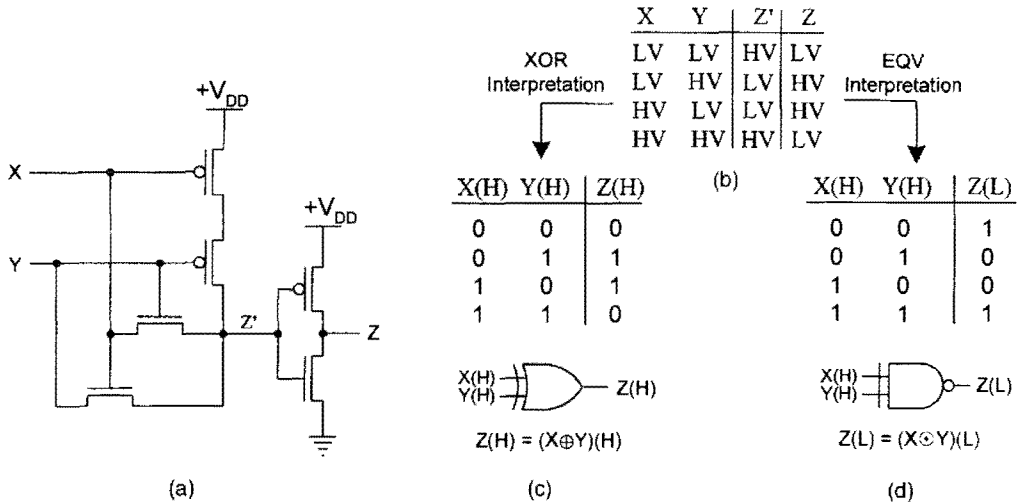 +V_DD
X
Y
+V_DD
Z'
Z
(a)
X Y Z' Z
LV LV HV LV
LV HV LV HV
HV LV LV HV
HV HV HV LV
(b)
XOR
Interpretation
EQV
Interpretation
X(H) Y(H) Z(H)
0 0 0
0 1 1
1 0 1
1 1 0
X(H)
Y(H)
Z(H)
Z(H) = (X⊕Y)(H)
(c)
X(H) Y(H) Z(L)
0 0 1
0 1 0
1 0 0
1 1 1
X(H)
Y(H)
Z(L)
Z(L) = (X⊙Y)(L)
(d)